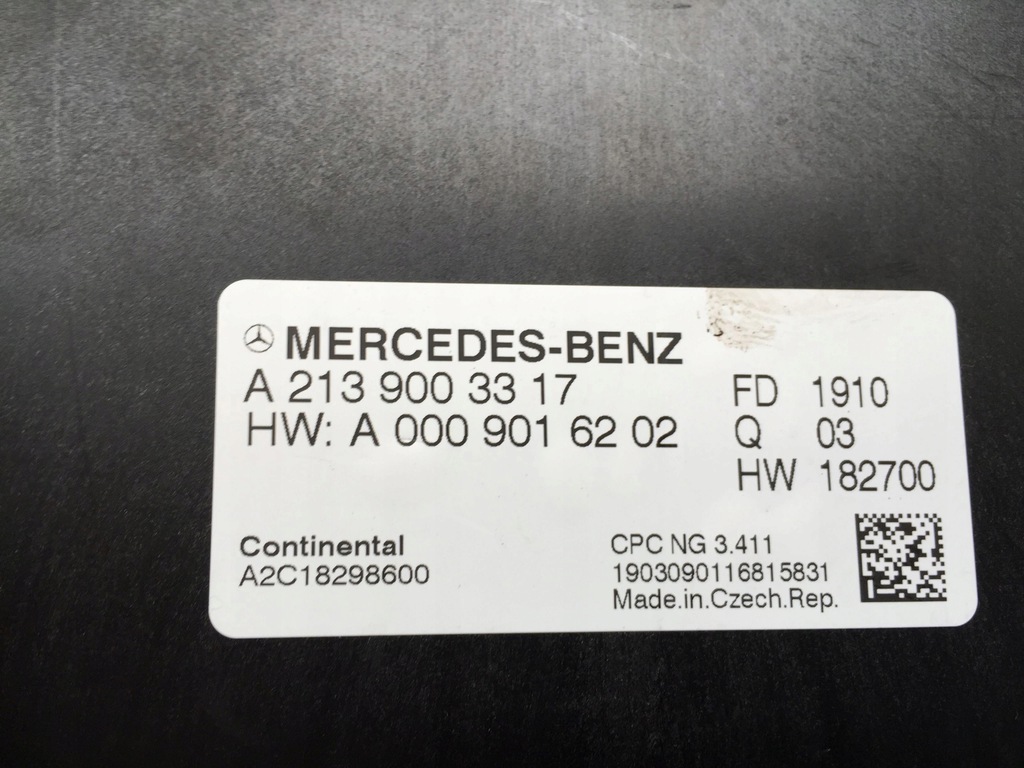 MERCEDES-BENZ
A 213 900 33 17 FD 1910
HW: A 000 901 62 02 Q 03
HW 182700
Continental CPC NG 3.411
A2C18298600 1903090116815831
Made.in.Czech.Rep.